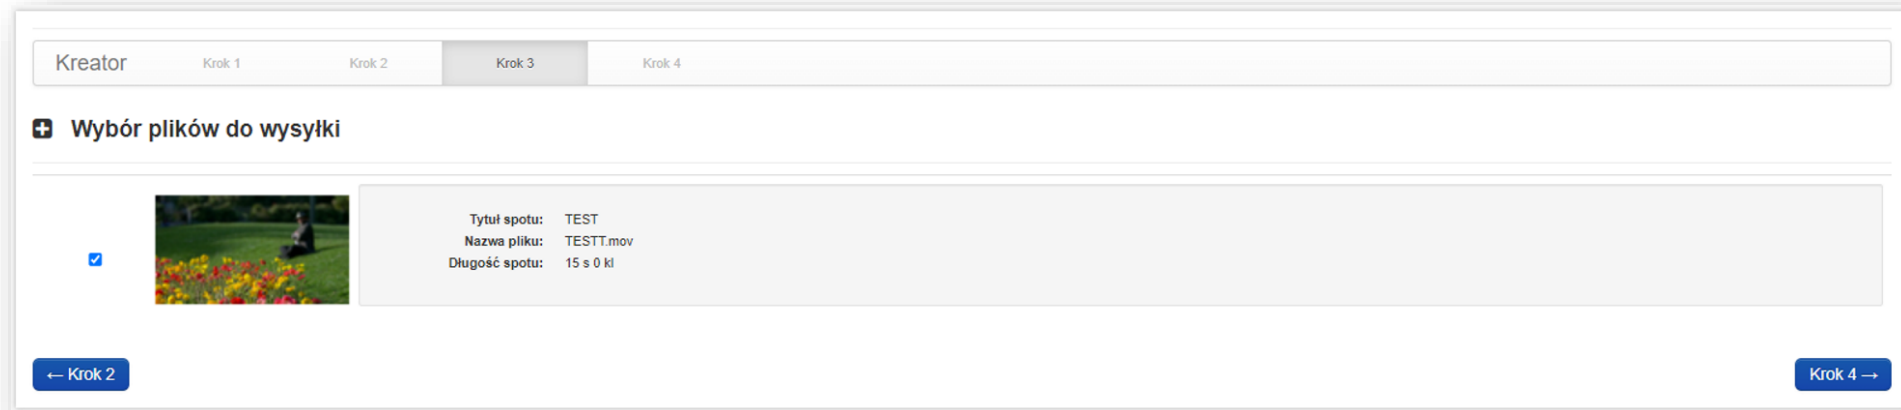 Kreator Krok 1 Krok 2 Krok 3 Krok 4
Wybór plików do wysyłki
Tytuł spotu: TEST
Nazwa pliku: TESTT.mov
Długość spotu: 15 s 0 kl
← Krok 2 Krok 4 →